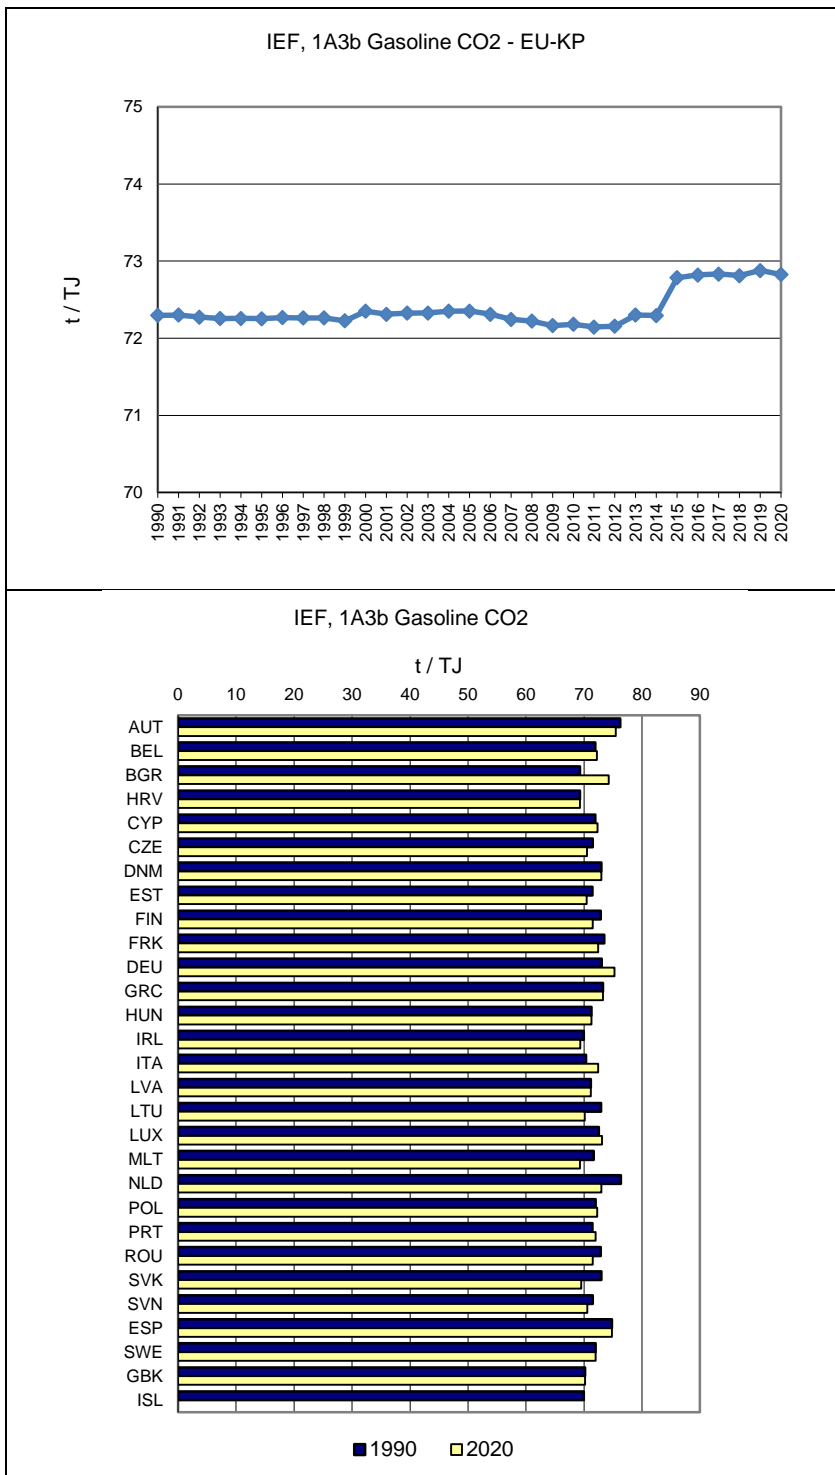 IEF, 1A3b Gasoline CO2 - EU-KP
75
74
73
72
71
70
t / TJ
1990 1991 1992 1993 1994 1995 1996 1997 1998 1999 2000 2001 2002 2003 2004 2005 2006 2007 2008 2009 2010 2011 2012 2013 2014 2015 2016 2017 2018 2019 2020
IEF, 1A3b Gasoline CO2
t / TJ
0 10 20 30 40 50 60 70 80 90
AUT
BEL
BGR
HRV
CYP
CZE
DNM
EST
FIN
FRK
DEU
GRC
HUN
IRL
ITA
LVA
LTU
LUX
MLT
NLD
POL
PRT
ROU
SVK
SVN
ESP
SWE
GBK
ISL
1990 2020